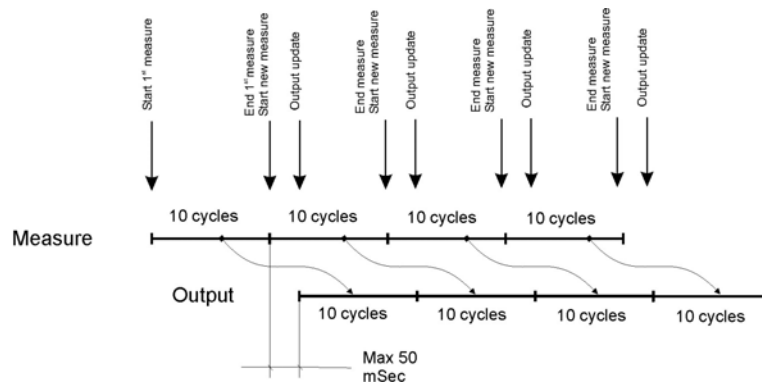 Start 1st measure
End 1st measure
Start new measure
Output update
End measure
Start new measure
Output update
End measure
Start new measure
Output update
End measure
Start new measure
Output update
10 cycles
10 cycles
10 cycles
10 cycles
Measure
Output
10 cycles
10 cycles
10 cycles
10 cycles
Max 50
mSec